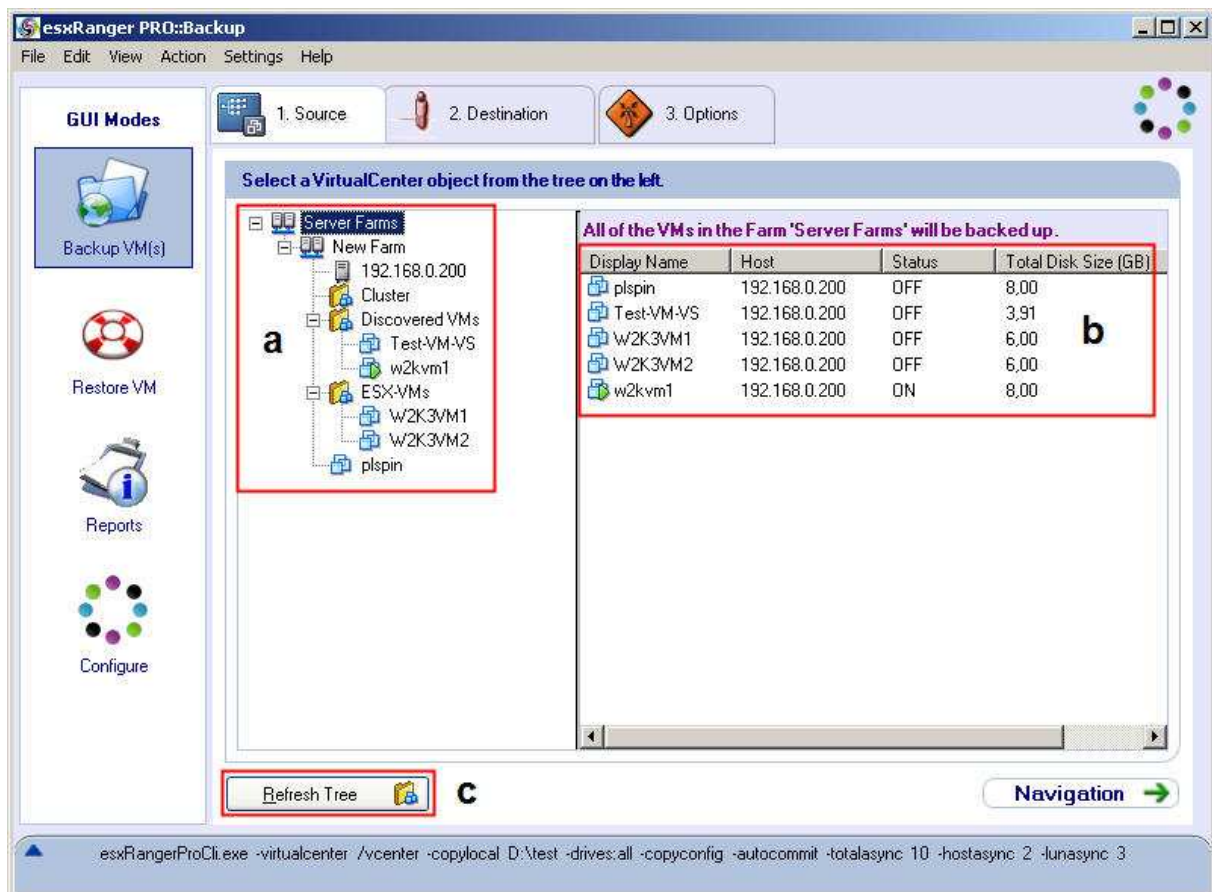 esxRanger PRO::Backup
File Edit View Action Settings Help
GUI Modes
1. Source
2. Destination
3. Options
Backup VM(s)
Restore VM
Reports
Configure
Select a VirtualCenter object from the tree on the left.
Server Farms
New Farm
192.168.0.200
Cluster
Discovered VMs
Test-VM-VS
w2kvm1
ESX-VMs
W2K3VM1
W2K3VM2
plspin
a
All of the VMs in the Farm 'Server Farms' will be backed up.
Display Name Host Status Total Disk Size (GB)
plspin 192.168.0.200 OFF 8,00
Test-VM-VS 192.168.0.200 OFF 3,91
W2K3VM1 192.168.0.200 OFF 6,00
W2K3VM2 192.168.0.200 OFF 6,00
w2kvm1 192.168.0.200 ON 8,00
b
Refresh Tree
c
Navigation
esxRangerProCli.exe -virtualcenter /vcenter -copylocal D:\test -drives:all -copyconfig -autocommit -totalasync 10 -hostasync 2 -lunasync 3